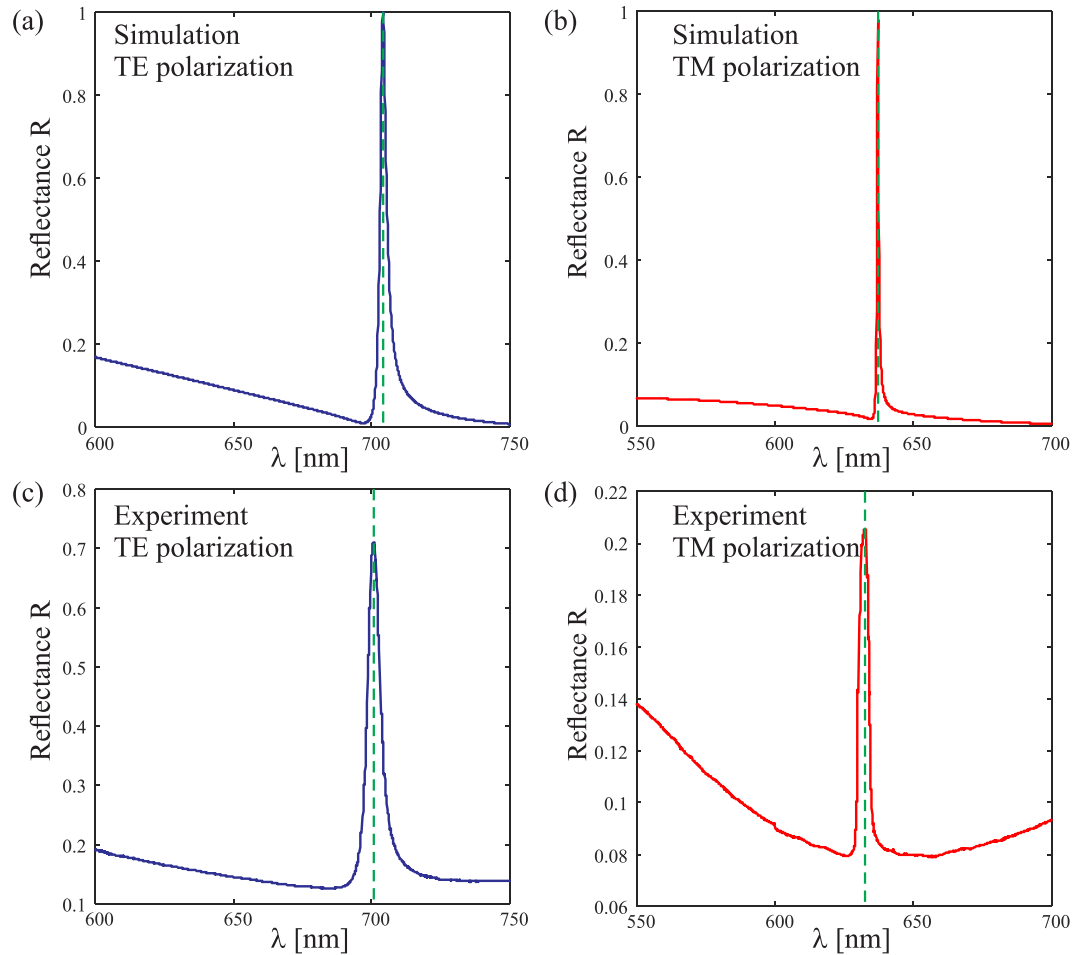 (a)
Simulation
TE polarization
Reflectance R
1
0.8
0.6
0.4
0.2
0
600
650
700
750
λ [nm]
(b)
Simulation
TM polarization
Reflectance R
1
0.8
0.6
0.4
0.2
0
550
600
650
700
λ [nm]
(c)
Experiment
TE polarization
Reflectance R
0.8
0.7
0.6
0.5
0.4
0.3
0.2
0.1
600
650
700
750
λ [nm]
(d)
Experiment
TM polarization
Reflectance R
0.22
0.2
0.18
0.16
0.14
0.12
0.1
0.08
0.06
550
600
650
700
λ [nm]